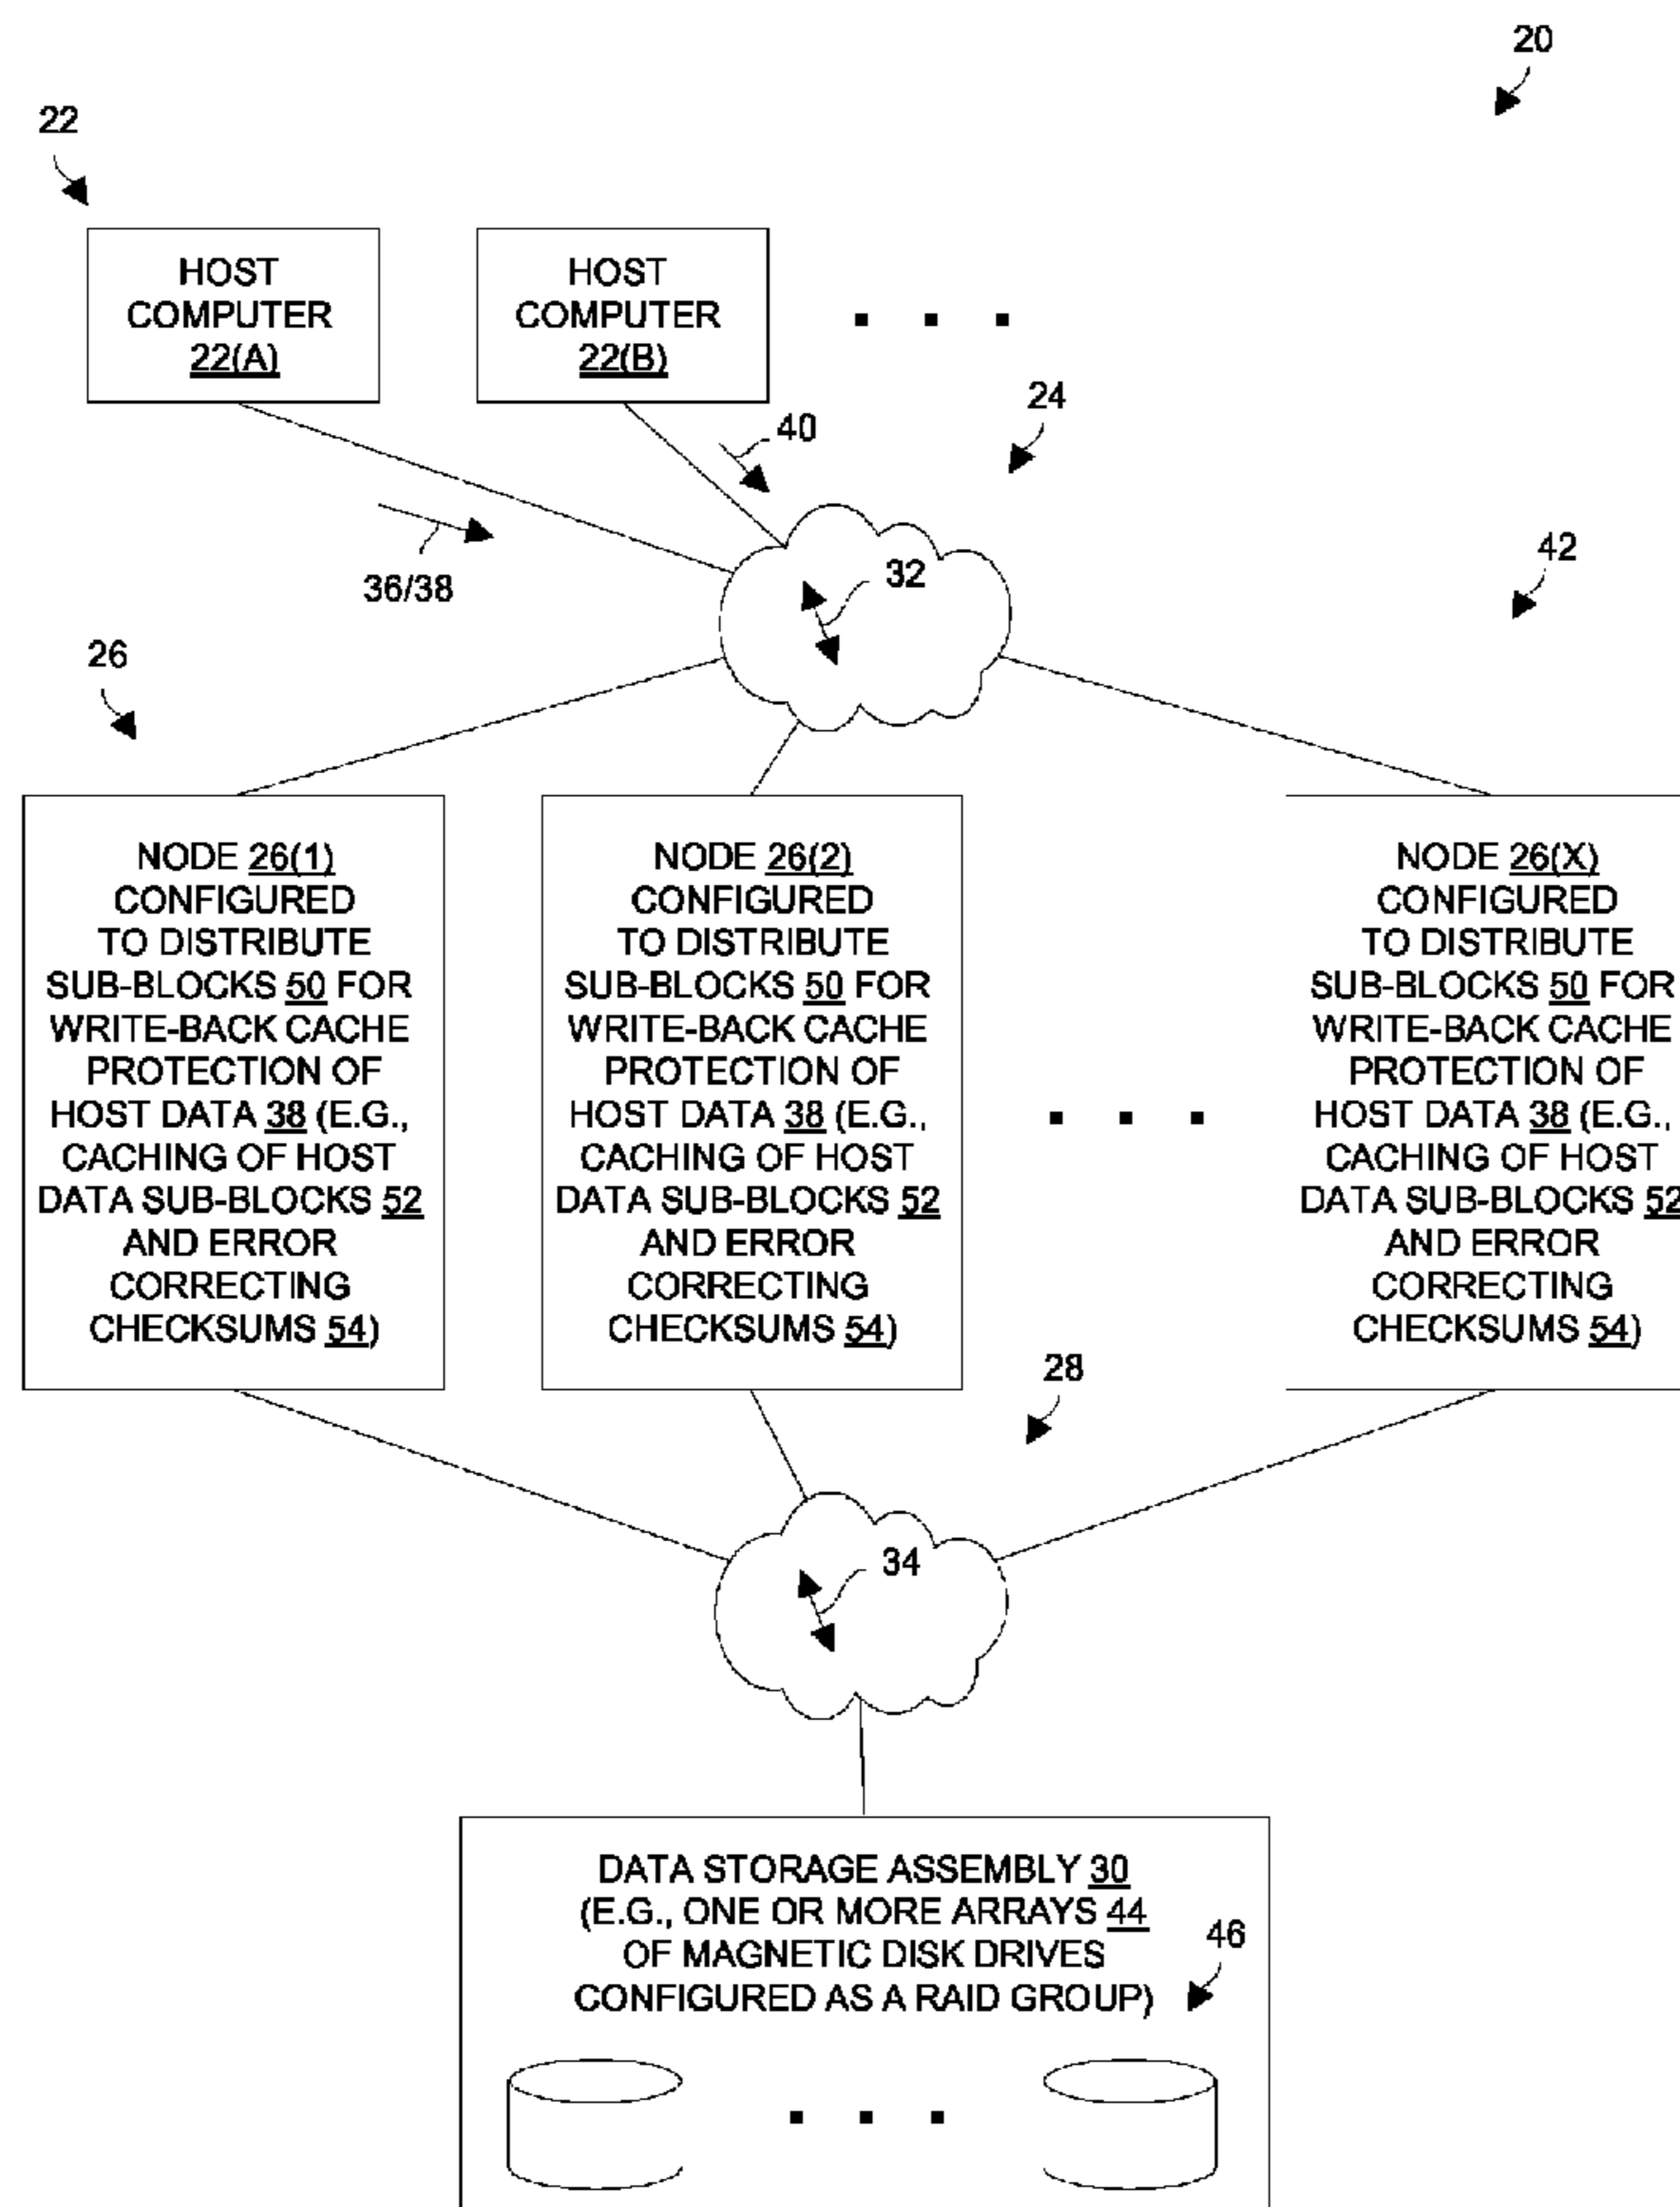 20
22
HOST
COMPUTER
22(A)
HOST
COMPUTER
22(B)
24
40
36/38
32
42
26
NODE 26(1)
CONFIGURED
TO DISTRIBUTE
SUB-BLOCKS 50 FOR
WRITE-BACK CACHE
PROTECTION OF
HOST DATA 38 (E.G.,
CACHING OF HOST
DATA SUB-BLOCKS 52
AND ERROR
CORRECTING
CHECKSUMS 54)
NODE 26(2)
CONFIGURED
TO DISTRIBUTE
SUB-BLOCKS 50 FOR
WRITE-BACK CACHE
PROTECTION OF
HOST DATA 38 (E.G.,
CACHING OF HOST
DATA SUB-BLOCKS 52
AND ERROR
CORRECTING
CHECKSUMS 54)
NODE 26(X)
CONFIGURED
TO DISTRIBUTE
SUB-BLOCKS 50 FOR
WRITE-BACK CACHE
PROTECTION OF
HOST DATA 38 (E.G.,
CACHING OF HOST
DATA SUB-BLOCKS 52
AND ERROR
CORRECTING
CHECKSUMS 54)
28
34
DATA STORAGE ASSEMBLY 30
(E.G., ONE OR MORE ARRAYS 44
OF MAGNETIC DISK DRIVES
CONFIGURED AS A RAID GROUP)
46